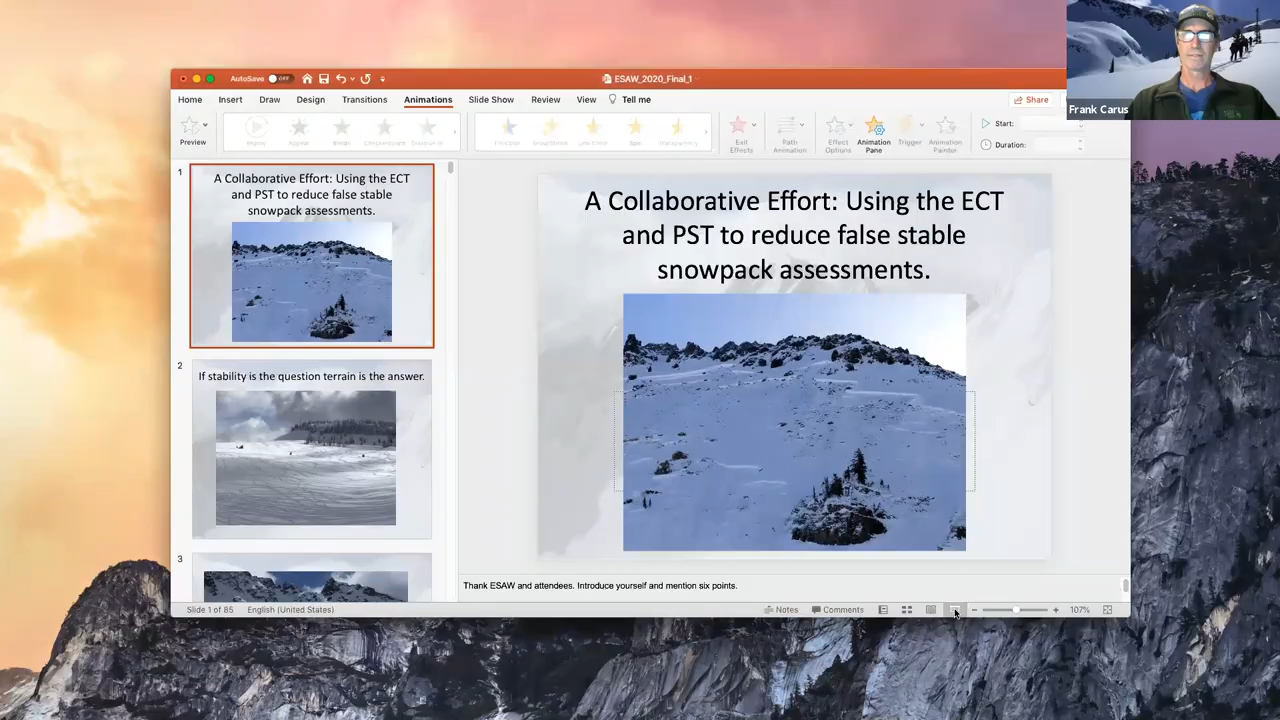 AutoSave OFF
ESAW_2020_Final_1
Home Insert Draw Design Transitions Animations Slide Show Review View Tell me
Share
Frank Carus
Preview
Appear
Exit Effects
Path Animation
Effect Options
Animation Pane
Trigger
Animation Painter
Start:
Duration:
1
A Collaborative Effort: Using the ECT
and PST to reduce false stable
snowpack assessments.
2
If stability is the question terrain is the answer.
3
A Collaborative Effort: Using the ECT
and PST to reduce false stable
snowpack assessments.
Thank ESAW and attendees. Introduce yourself and mention six points.
Slide 1 of 85 English (United States)
Notes Comments 107%